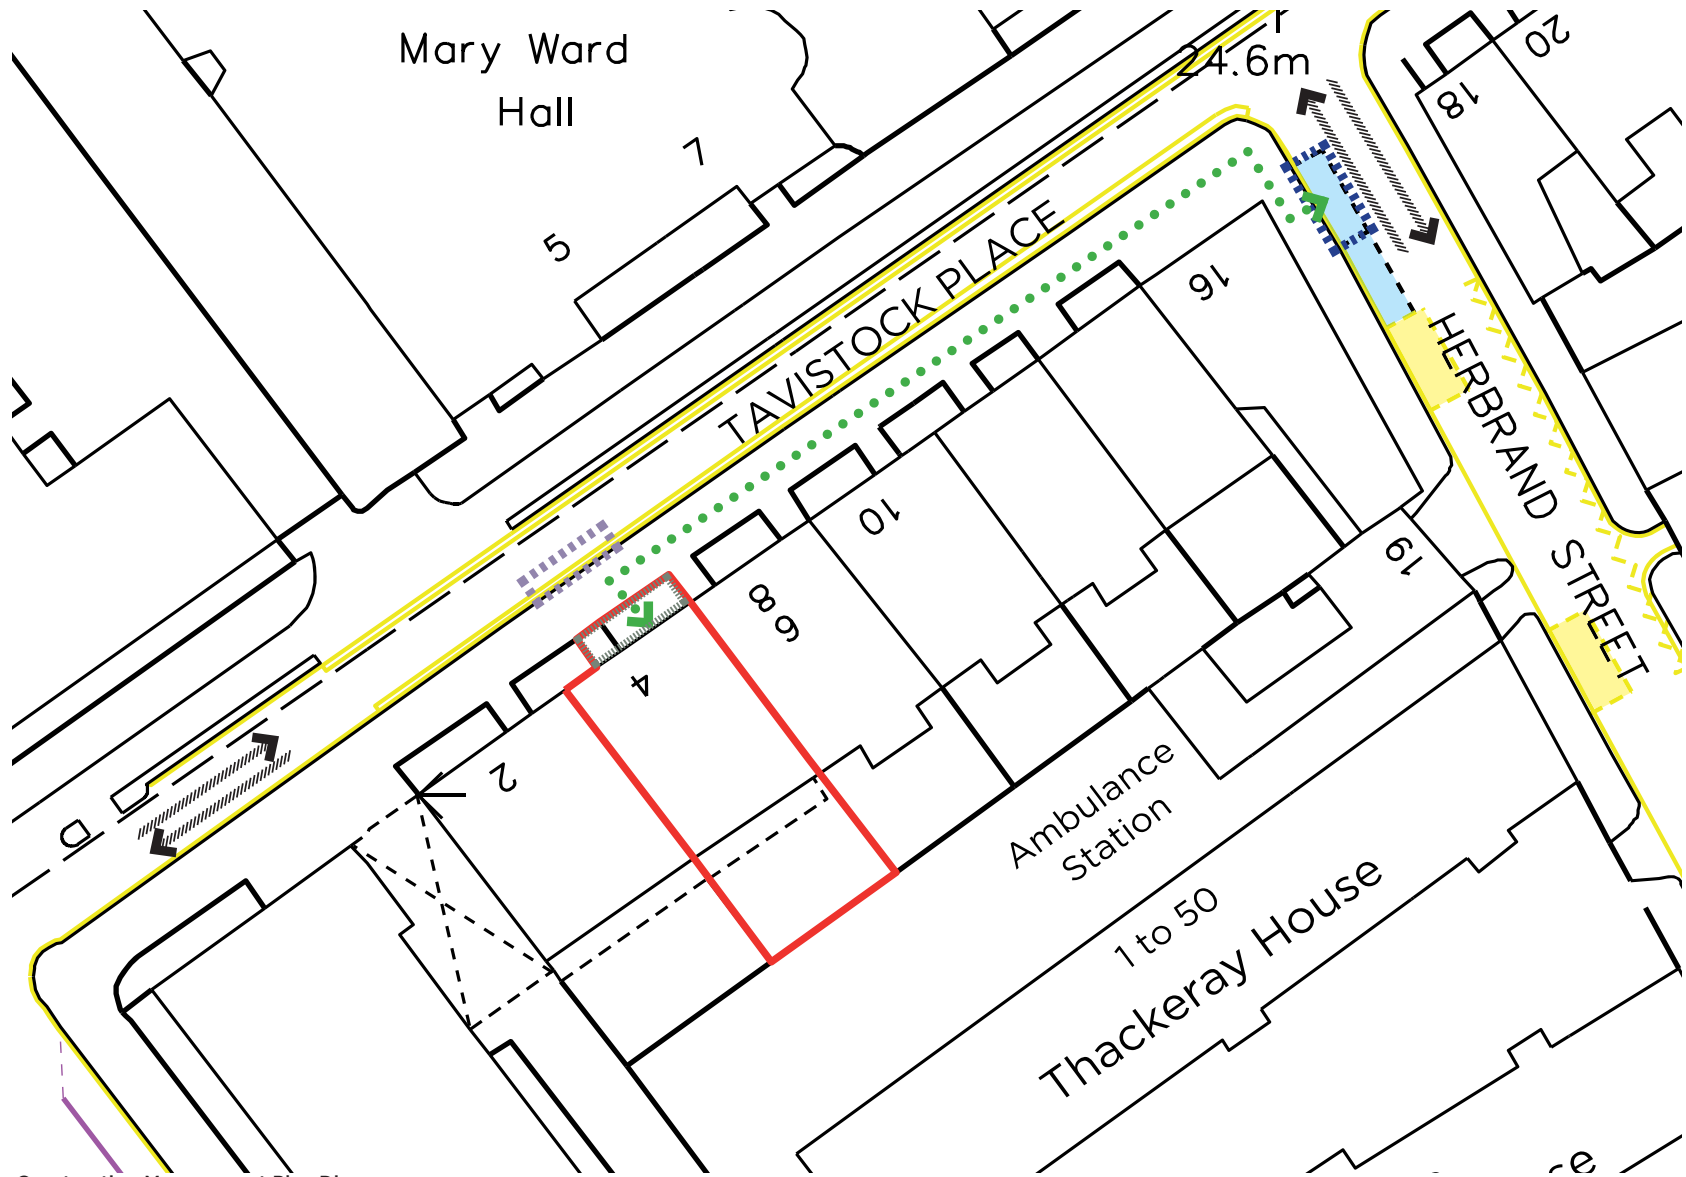 Mary Ward
Hall
24.6m
20
18
7
5
TAVISTOCK PLACE
16
10
8
6
4
2
D
HERBRAND STREET
19
Ambulance
Station
1 to 50
Thackeray House